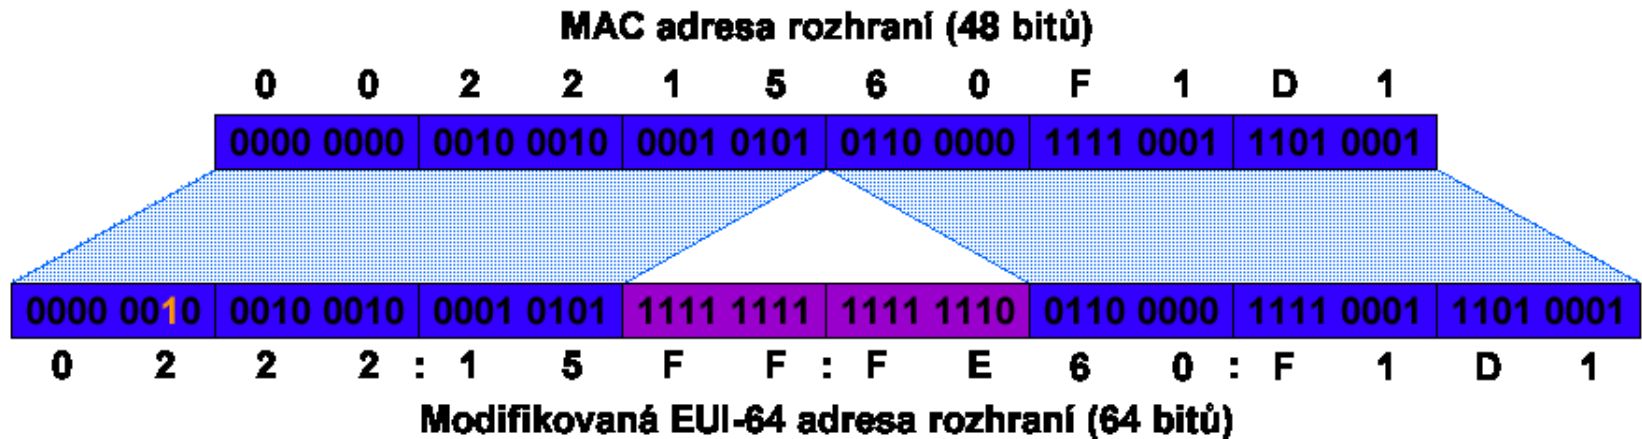 MAC adresa rozhraní (48 bitů)
0 0 2 2 1 5 6 0 F 1 D 1
0000 0000 0010 0010 0001 0101 0110 0000 1111 0001 1101 0001
0000 0010 0010 0010 0001 0101 1111 1111 1111 1110 0110 0000 1111 0001 1101 0001
0 2 2 2 : 1 5 F F : F E 6 0 : F 1 D 1
Modifikovaná EUI-64 adresa rozhraní (64 bitů)